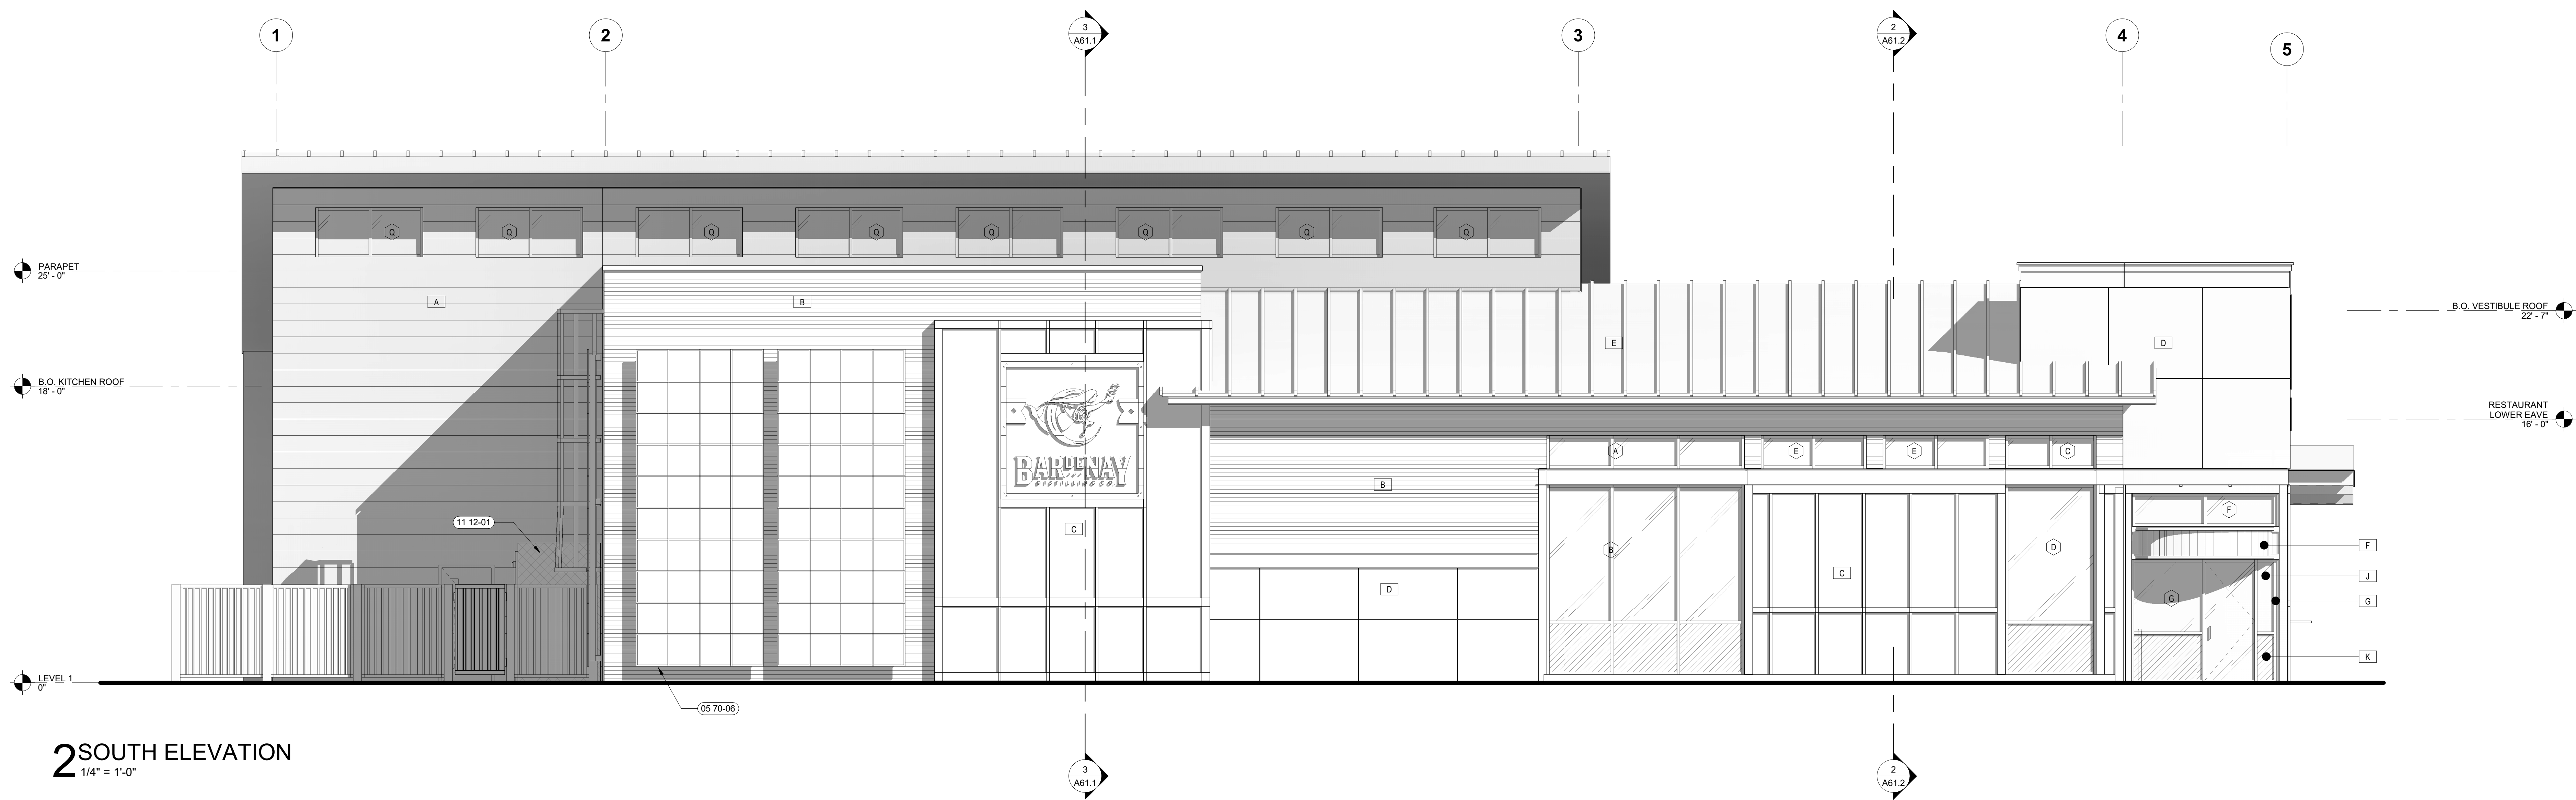 1
2
3
A61.1
3
2
A61.2
4
5
Q
Q
Q
Q
Q
Q
Q
Q
PARAPET
25' - 0"
A
B
B.O. VESTIBULE ROOF
22' - 7"
E
D
B.O. KITCHEN ROOF
18' - 0"
RESTAURANT
LOWER EAVE
16' - 0"
BARDENAY
DISTILLING CO
A
E
E
C
B
F
11 12-01
C
B
D
F
C
J
D
G
G
K
LEVEL 1
0"
05 70-06
2 SOUTH ELEVATION
1/4" = 1'-0"
3
A61.1
2
A61.2